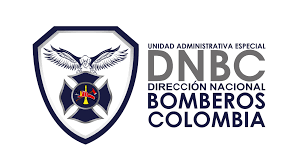 UNIDAD ADMINISTRATIVA ESPECIAL
DNBC
DIRECCIÓN NACIONAL
BOMBEROS
COLOMBIA